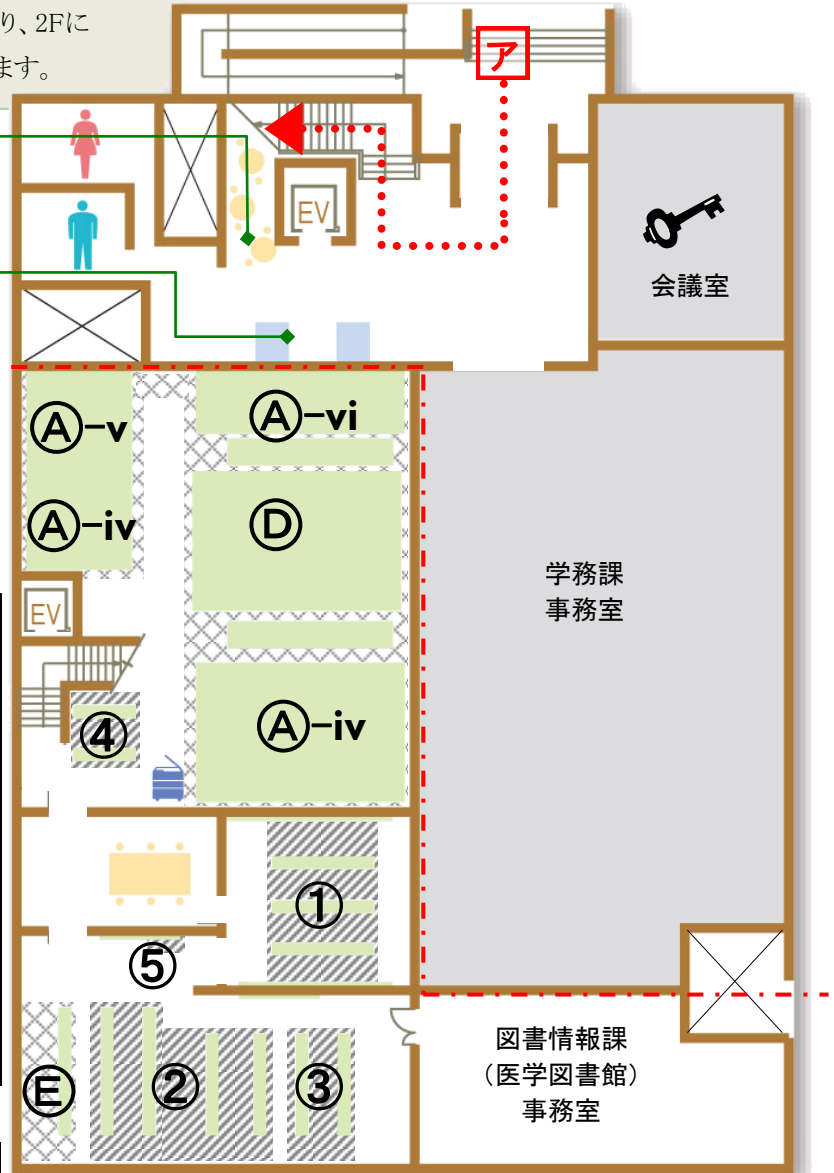 り、2Fに
ます。
ア
EV
会議室
Ⓐ-v
Ⓐ-vi
Ⓐ-iv
Ⓓ
学務課
事務室
EV
Ⓐ-iv
④
①
⑤
Ⓔ
②
③
図書情報課
（医学図書館）
事務室